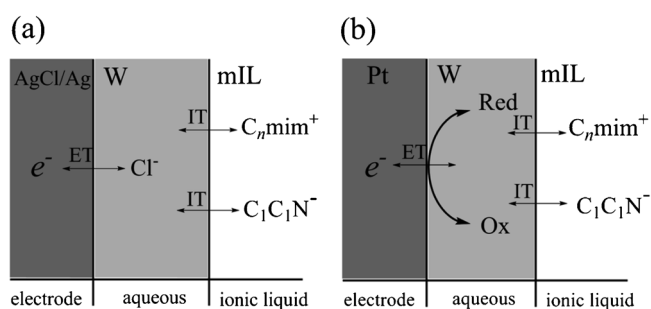 (a)
AgCl/Ag W mIL
IT CₙmIm⁺
e⁻ ET Cl⁻
IT C₁C₁N⁻
electrode aqueous ionic liquid
(b)
Pt W mIL
Red
IT Cₙmim⁺
e⁻ ET
IT C₁C₁N⁻
Ox
electrode aqueous ionic liquid